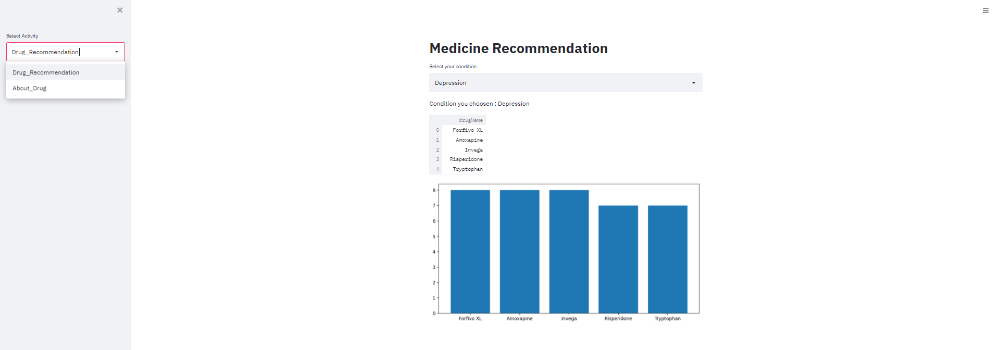 Select Activity
Drug_Recommendation
Drug_Recommendation
About_Drug
Medicine Recommendation
Select your condition
Depression
Condition you choosen : Depression
drugName
0 Forfivo XL
1 Amoxapine
2 Invega
3 Risperidone
4 Tryptophan
8
7
6
5
4
3
2
1
0
Forfivo XL Amoxapine Invega Risperidone Tryptophan